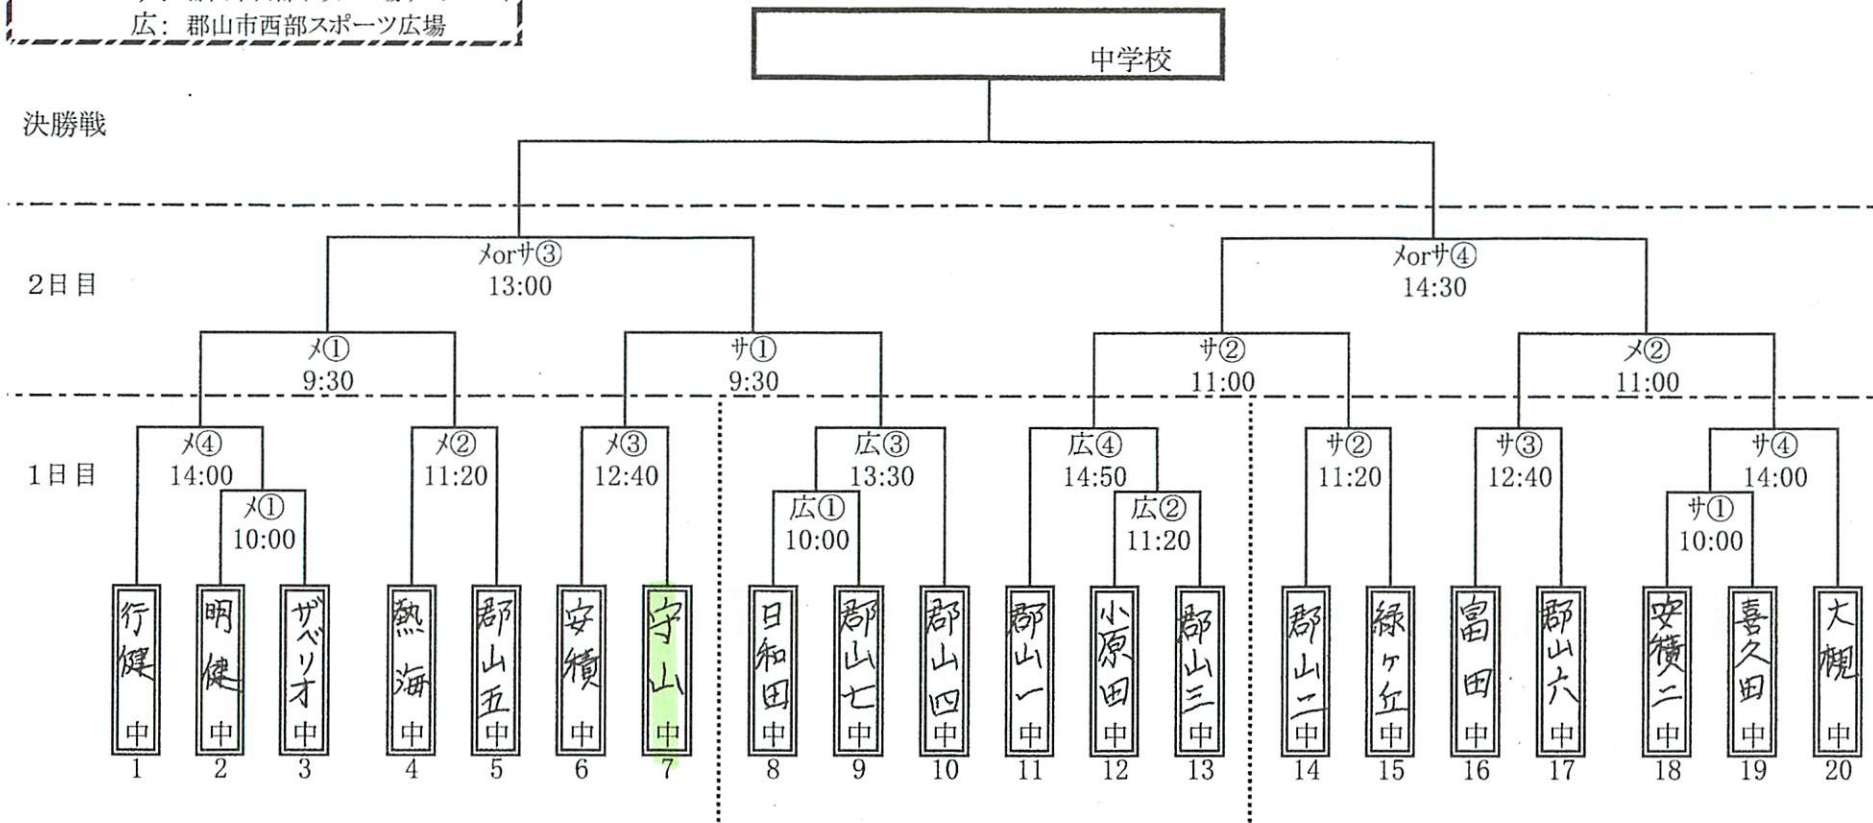 広：郡山市西部スポーツ広場
中学校
決勝戦
メorサ③ メorサ④
2日目 13:00 14:30
メ① サ① サ② メ②
9:30 9:30 11:00 11:00
メ④ メ② メ③ 広③ 広④ サ② サ③ サ④
1日目 14:00 11:20 12:40 13:30 14:50 11:20 12:40 14:00
メ① 広① 広② サ①
10:00 10:00 11:20 10:00
行健中
明健中
ザベリオ中
熱海中
郡山五中
安積中
守山中
日和田中
郡山七中
郡山四中
郡山一中
小原田中
郡山三中
郡山二中
緑ヶ丘中
富田中
郡山六中
安積二中
喜久田中
大槻中
1 2 3 4 5 6 7 8 9 10 11 12 13 14 15 16 17 18 19 20